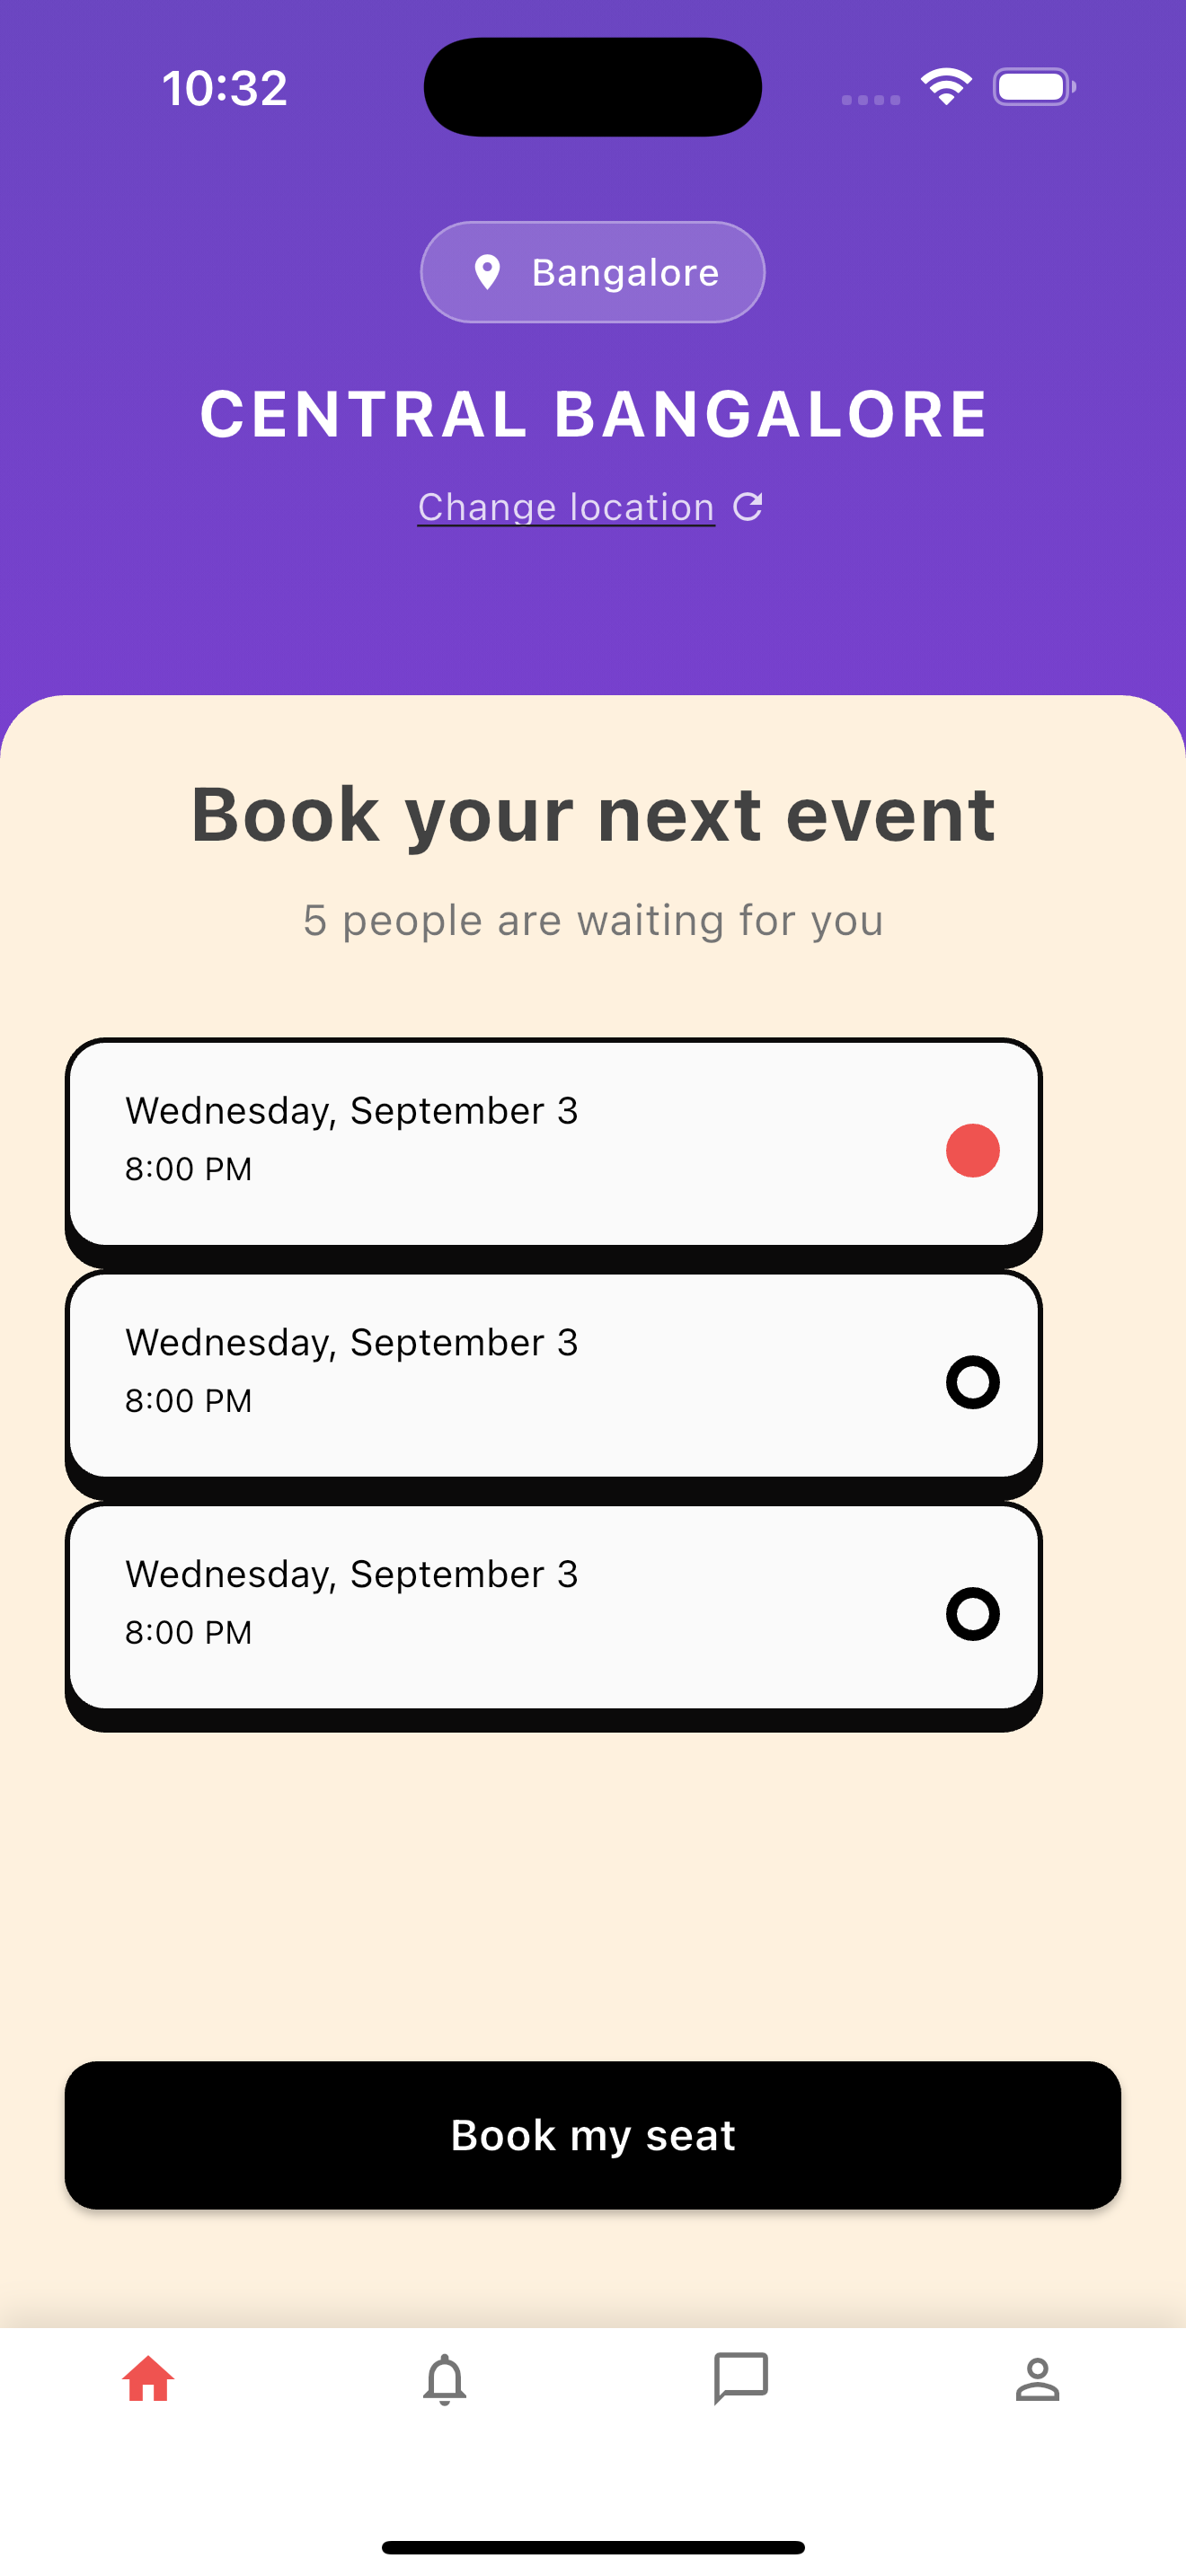 10:32
Bangalore
CENTRAL BANGALORE
Change location
Book your next event
5 people are waiting for you
Wednesday, September 3
8:00 PM
Wednesday, September 3
8:00 PM
Wednesday, September 3
8:00 PM
Book my seat